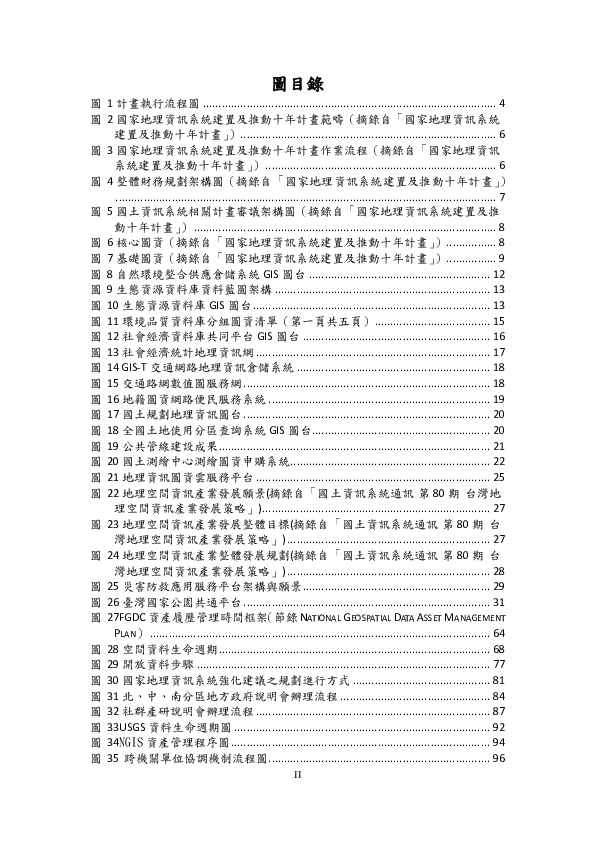 圖目錄
圖 1 計畫執行流程圖 ........ 4
圖 2 國家地理資訊系統建置及推動十年計畫範疇（摘錄自「國家地理資訊系統
建置及推動十年計畫」）........ 6
圖 3 國家地理資訊系統建置及推動十年計畫作業流程（摘錄自「國家地理資訊
系統建置及推動十年計畫」）........ 6
圖 4 整體財務規劃架構圖（摘錄自「國家地理資訊系統建置及推動十年計畫」）
........ 7
圖 5 國土資訊系統相關計畫審議架構圖（摘錄自「國家地理資訊系統建置及推
動十年計畫」）........ 8
圖 6 核心圖資（摘錄自「國家地理資訊系統建置及推動十年計畫」）........ 8
圖 7 基礎圖資（摘錄自「國家地理資訊系統建置及推動十年計畫」）........ 9
圖 8 自然環境整合供應倉儲系統 GIS 圖台 ........ 12
圖 9 生態資源資料庫資料藍圖架構 ........ 13
圖 10 生態資源資料庫 GIS 圖台 ........ 13
圖 11 環境品質資料庫分組圖資清單（第一頁共五頁）........ 15
圖 12 社會經濟資料庫共同平台 GIS 圖台 ........ 16
圖 13 社會經濟統計地理資訊網 ........ 17
圖 14 GIS-T 交通網路地理資訊倉儲系統 ........ 18
圖 15 交通路網數值圖服務網 ........ 18
圖 16 地籍圖資網路便民服務系統 ........ 19
圖 17 國土規劃地理資訊圖台 ........ 20
圖 18 全國土地使用分區查詢系統 GIS 圖台 ........ 20
圖 19 公共管線建設成果 ........ 21
圖 20 國土測繪中心測繪圖資申購系統 ........ 22
圖 21 地理資訊圖資雲服務平台 ........ 25
圖 22 地理空間資訊產業發展願景(摘錄自「國土資訊系統通訊 第 80 期 台灣地
理空間資訊產業發展策略」) ........ 27
圖 23 地理空間資訊產業發展整體目標(摘錄自「國土資訊系統通訊 第 80 期 台
灣地理空間資訊產業發展策略」) ........ 27
圖 24 地理空間資訊產業整體發展規劃(摘錄自「國土資訊系統通訊 第 80 期 台
灣地理空間資訊產業發展策略」) ........ 28
圖 25 災害防救應用服務平台架構與願景 ........ 29
圖 26 臺灣國家公園共通平台 ........ 31
圖 27FGDC 資產履歷管理時間框架（節錄 NATIONAL GEOSPATIAL DATA ASSET MANAGEMENT
PLAN） ........ 64
圖 28 空間資料生命週期 ........ 68
圖 29 開放資料步驟 ........ 77
圖 30 國家地理資訊系統強化建議之規劃進行方式 ........ 81
圖 31 北、中、南分區地方政府說明會辦理流程 ........ 84
圖 32 社群產研說明會辦理流程 ........ 87
圖 33USGS 資料生命週期圖 ........ 92
圖 34NGIS 資產管理程序圖 ........ 94
圖 35 跨機關單位協調機制流程圖 ........ 96
II